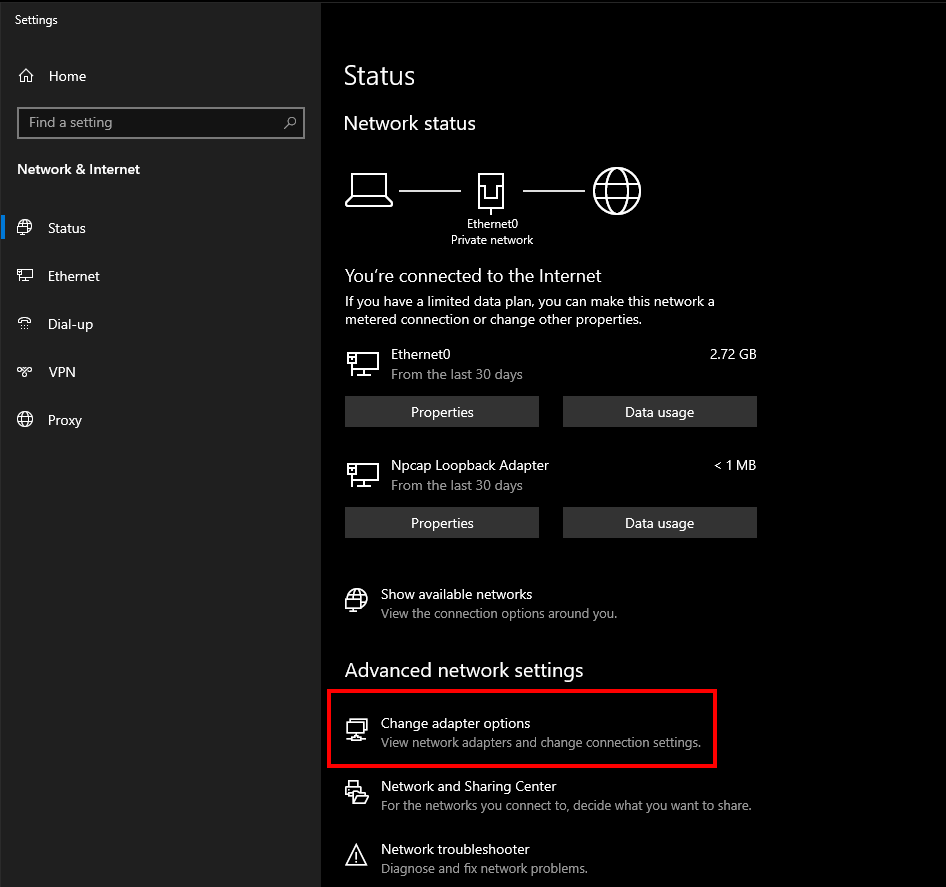 Settings
Home
Find a setting
Network & Internet
Status
Ethernet
Dial-up
VPN
Proxy
Status
Network status
Ethernet0
Private network
You're connected to the Internet
If you have a limited data plan, you can make this network a
metered connection or change other properties.
Ethernet0 2.72 GB
From the last 30 days
Properties Data usage
Npcap Loopback Adapter < 1 MB
From the last 30 days
Properties Data usage
Show available networks
View the connection options around you.
Advanced network settings
Change adapter options
View network adapters and change connection settings.
Network and Sharing Center
For the networks you connect to, decide what you want to share.
Network troubleshooter
Diagnose and fix network problems.